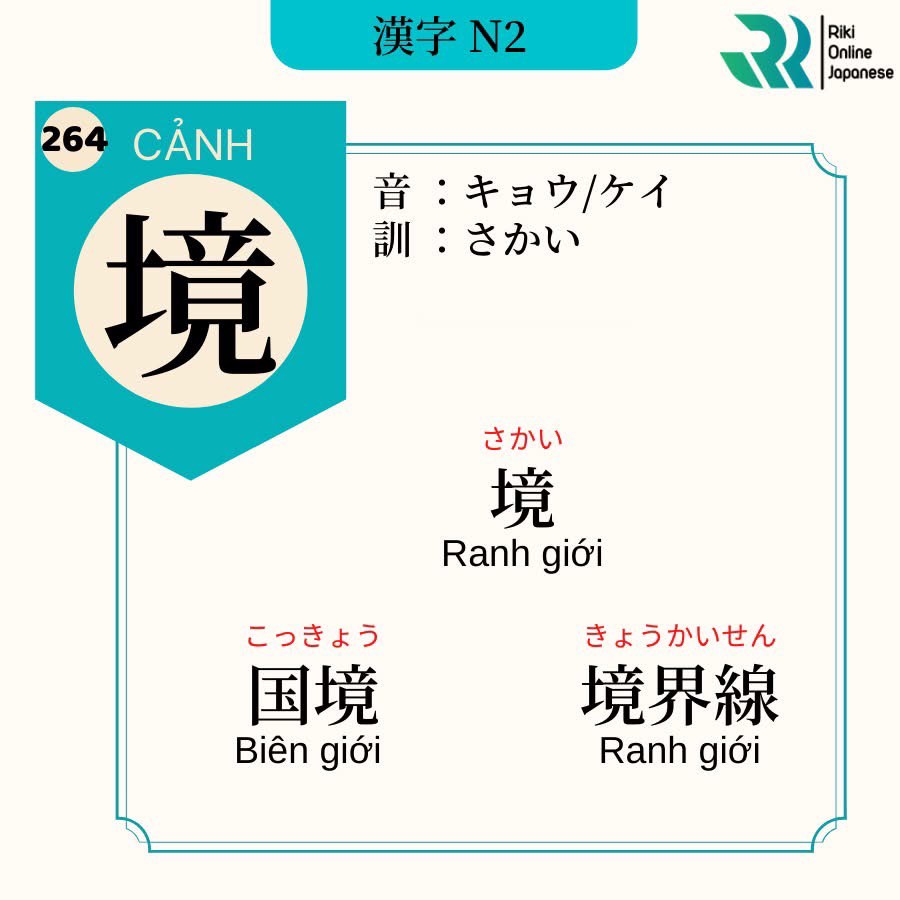 漢字 N2
Riki
Online
Japanese
264 CẢNH
境
音 ：キョウ/ケイ
訓 ：さかい
さかい
境
Ranh giới
こっきょう
国境
Biên giới
きょうかいせん
境界線
Ranh giới